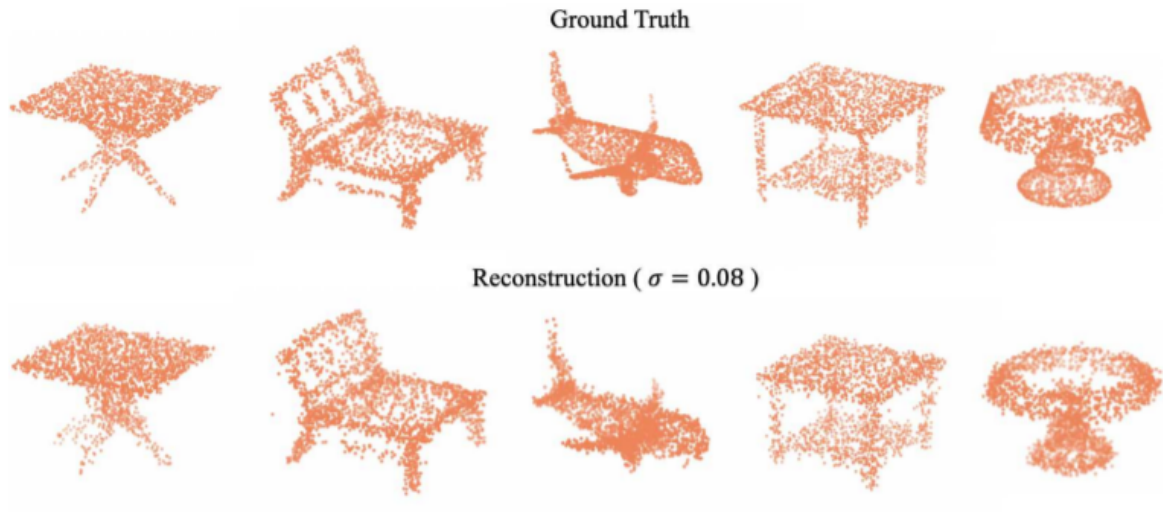 Ground Truth
Reconstruction ( σ = 0.08 )